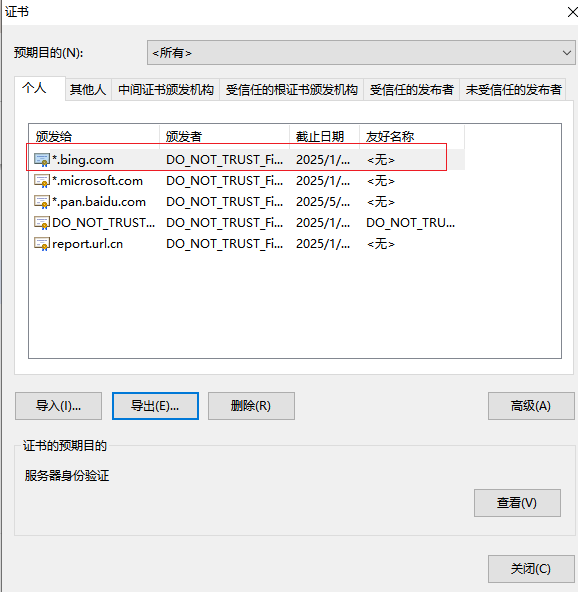 证书
预期目的(N):
<所有>
个人 其他人 中间证书颁发机构 受信任的根证书颁发机构 受信任的发布者 未受信任的发布者
颁发给 颁发者 截止日期 友好名称
*.bing.com DO_NOT_TRUST_Fi... 2025/1/... <无>
*.microsoft.com DO_NOT_TRUST_Fi... 2025/1/... <无>
*.pan.baidu.com DO_NOT_TRUST_Fi... 2025/5/... <无>
DO_NOT_TRUST... DO_NOT_TRUST_Fi... 2025/1/... DO_NOT_TRU...
report.url.cn DO_NOT_TRUST_Fi... 2025/1/... <无>
导入(I)... 导出(E)... 删除(R) 高级(A)
证书的预期目的
服务器身份验证
查看(V)
关闭(C)